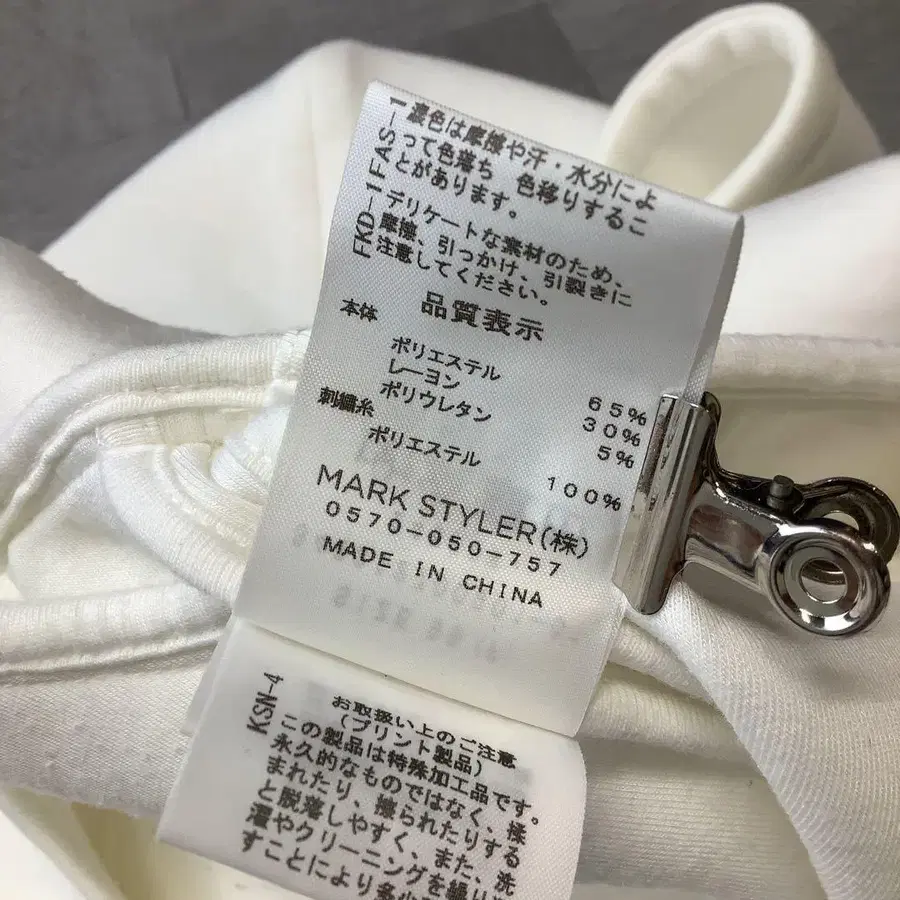 FAS-1 濃色は摩擦や汗・水分によ
って色落ち 色移りするこ
とがあります。
FKD-1 デリケートな素材のため、
摩擦、引っかけ、引裂きに
注意してください。
品質表示
本体
ポリエステル 65%
レーヨン 30%
ポリウレタン 5%
刺繍糸
ポリエステル 100%
MARK STYLER(株)
0570-050-757
MADE IN CHINA
KSN-4
お取扱い上のご注意
(プリント製品)
この製品は特殊加工品です。
永久的なものではなく、揉
まれたり、擦られたりする
と脱落しやすく、また、洗
濯やクリーニングを繰り
すことにより多少